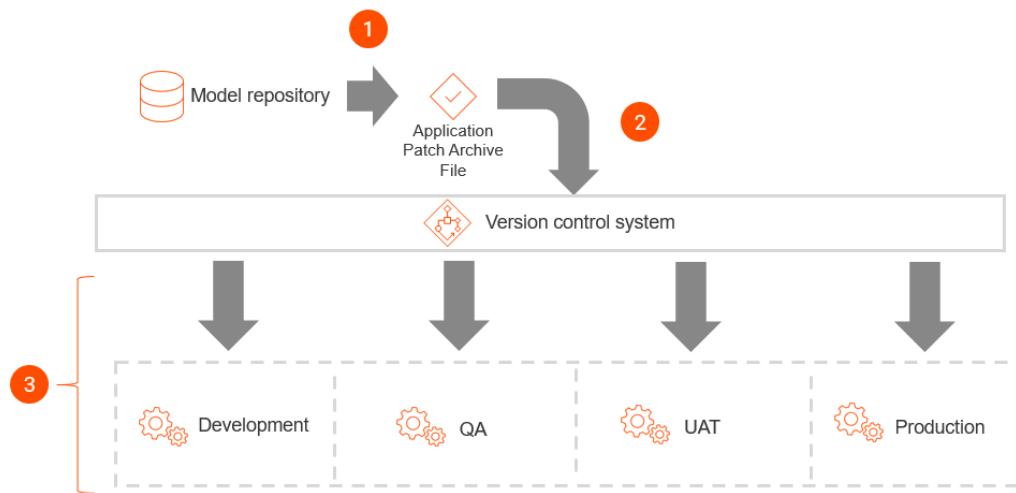 1
Model repository
Application
Patch Archive
File
2
Version control system
3
Development
QA
UAT
Production